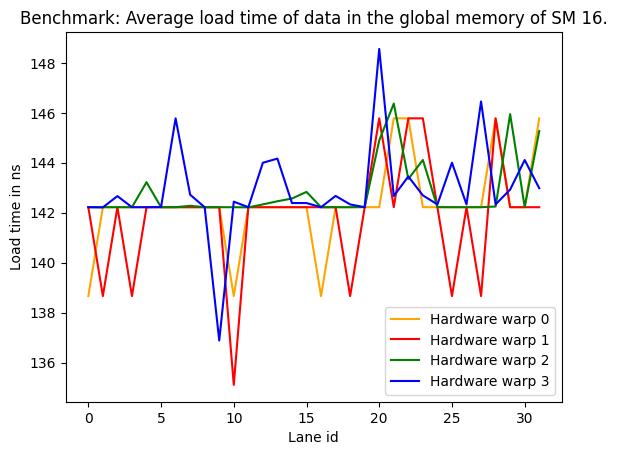 Benchmark: Average load time of data in the global memory of SM 16.
Load time in ns
148
146
144
142
140
138
136
Hardware warp 0
Hardware warp 1
Hardware warp 2
Hardware warp 3
0 5 10 15 20 25 30
Lane id